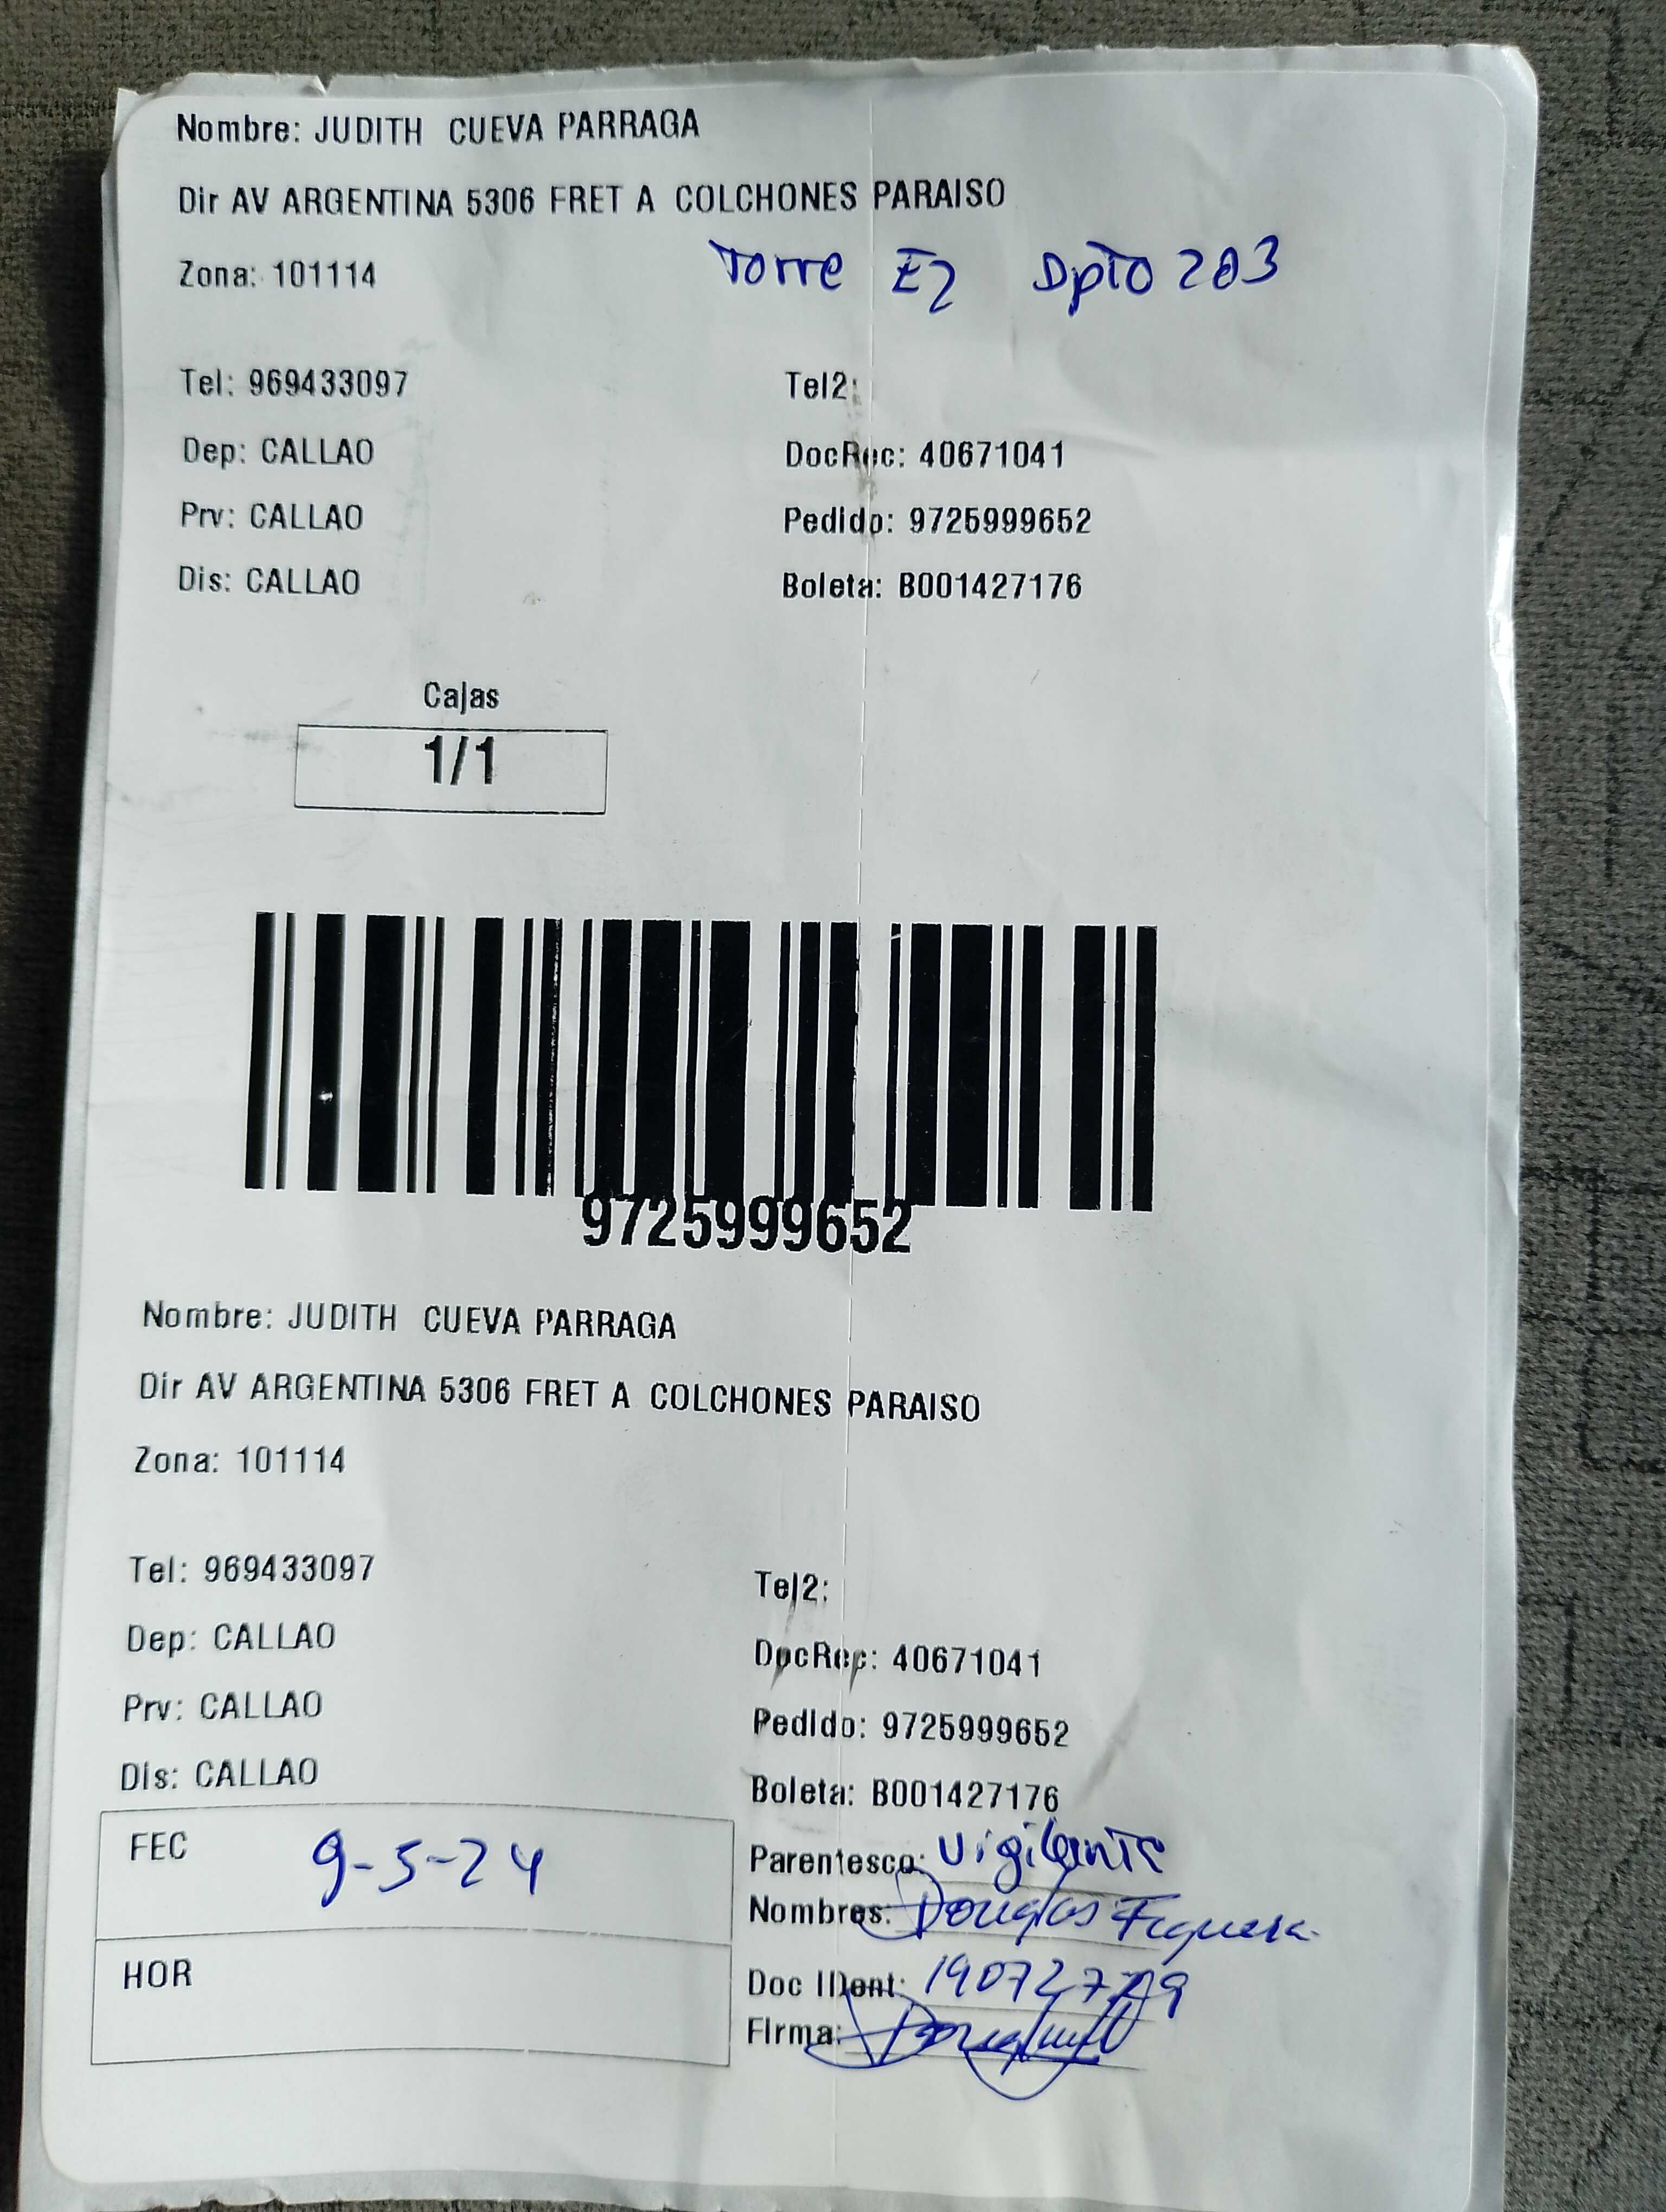 Nombre: JUDITH CUEVA PARRAGA
Dir AV ARGENTINA 5306 FRET A COLCHONES PARAISO
Zona: 101114
Torre E2 Dpto 203
Tel: 969433097
Tel2:
Dep: CALLAO
DocRec: 40671041
Prv: CALLAO
Pedido: 9725999652
Dis: CALLAO
Boleta: B001427176
Cajas
1/1
9725999652
Nombre: JUDITH CUEVA PARRAGA
Dir AV ARGENTINA 5306 FRET A COLCHONES PARAISO
Zona: 101114
Tel: 969433097
Tel2:
Dep: CALLAO
DocRec: 40671041
Prv: CALLAO
Pedido: 9725999652
Dis: CALLAO
Boleta: B001427176
FEC 9-5-24
Parentesco: Vigilante
Nombres: Douglas Figuera
HOR
Doc IDent:
Firma: